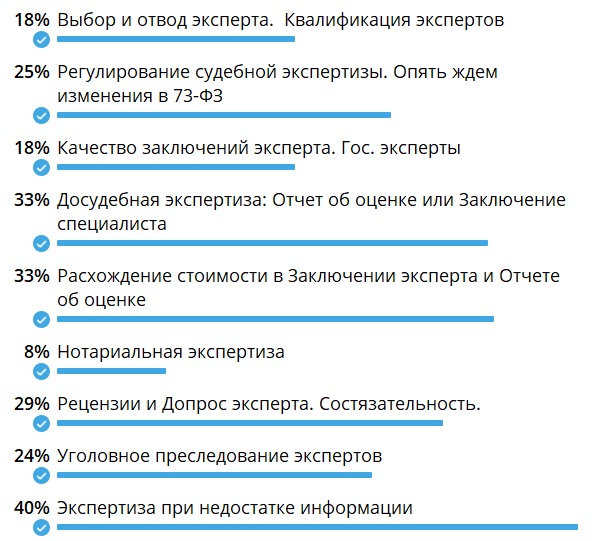 18% Выбор и отвод эксперта.  Квалификация экспертов
25% Регулирование судебной экспертизы. Опять ждем
изменения в 73-ФЗ
18% Качество заключений эксперта. Гос. эксперты
33% Досудебная экспертиза: Отчет об оценке или Заключение
специалиста
33% Расхождение стоимости в Заключении эксперта и Отчете
об оценке
8% Нотариальная экспертиза
29% Рецензии и Допрос эксперта. Состязательность.
24% Уголовное преследование экспертов
40% Экспертиза при недостатке информации